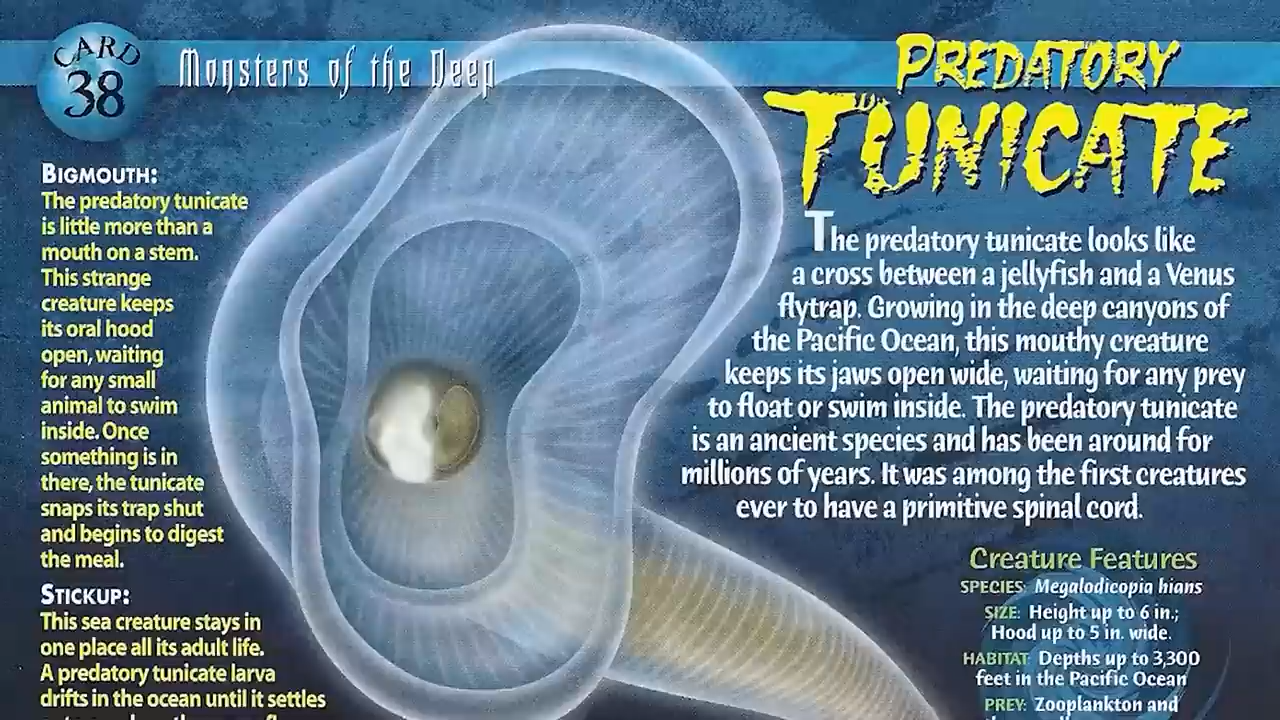 CARD
38
Monsters of the Deep
PREDATORY
TUNICATE
BIGMOUTH:
The predatory tunicate
is little more than a
mouth on a stem.
This strange
creature keeps
its oral hood
open, waiting
for any small
animal to swim
inside. Once
something is in
there, the tunicate
snaps its trap shut
and begins to digest
the meal.
STICKUP:
This sea creature stays in
one place all its adult life.
A predatory tunicate larva
drifts in the ocean until it settles
The predatory tunicate looks like
a cross between a jellyfish and a Venus
flytrap. Growing in the deep canyons of
the Pacific Ocean, this mouthy creature
keeps its jaws open wide, waiting for any prey
to float or swim inside. The predatory tunicate
is an ancient species and has been around for
millions of years. It was among the first creatures
ever to have a primitive spinal cord.
Creature Features
SPECIES: Megalodicopia hians
SIZE: Height up to 6 in.;
Hood up to 5 in. wide.
HABITAT: Depths up to 3,300
feet in the Pacific Ocean
PREY: Zooplankton and